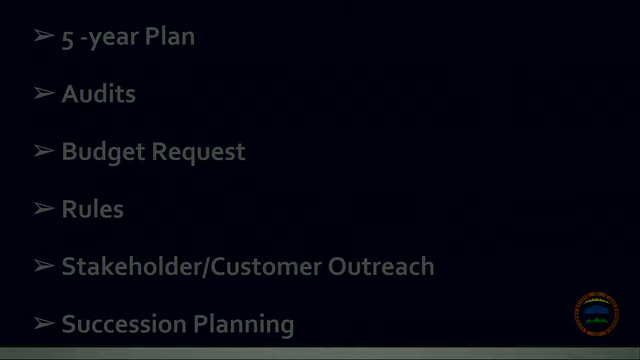 ➢ 5 -year Plan
➢ Audits
➢ Budget Request
➢ Rules
➢ Stakeholder/Customer Outreach
➢ Succession Planning